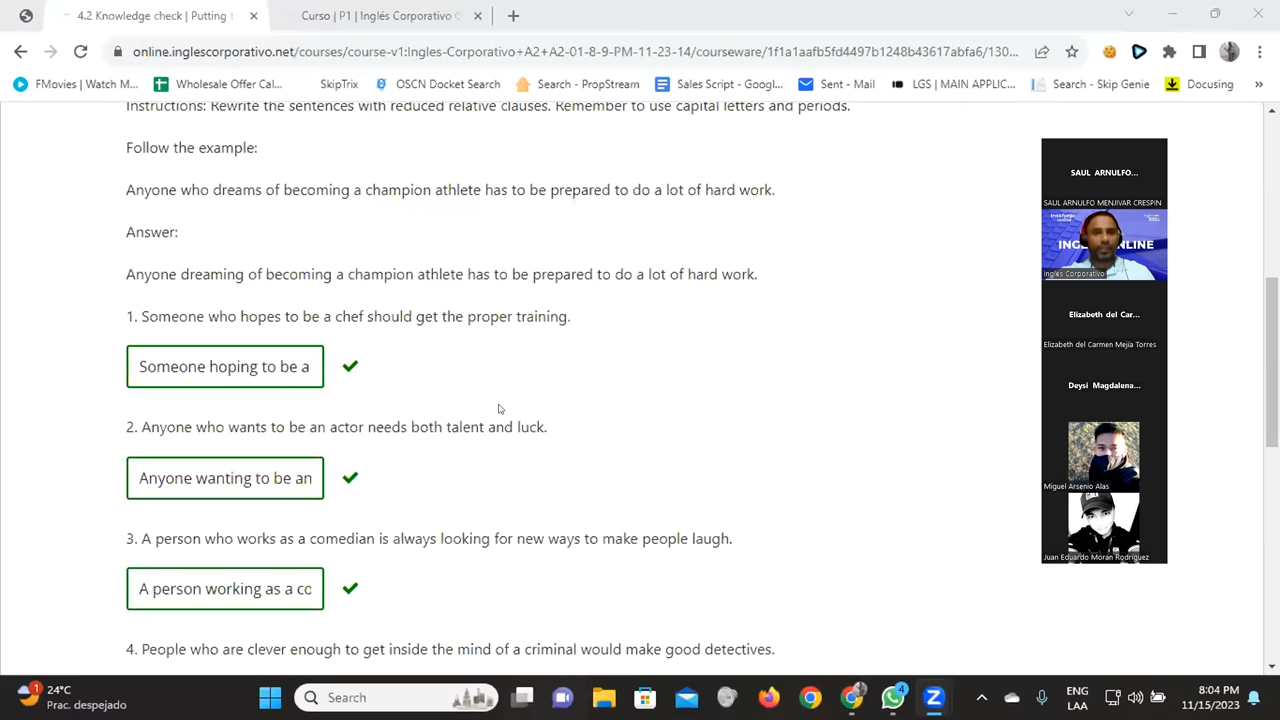 4.2 Knowledge check | Putting t
Curso | P1 | Inglés Corporativo C
online.inglescorporativo.net/courses/course-v1:Ingles-Corporativo+A2+A2-01-8-9-PM-11-23-14/courseware/1f1a1aafb5fd4497b1248b43617abfa6/130...
FMovies | Watch M...
Wholesale Offer Cal...
SkipTrix
OSCN Docket Search
Search - PropStream
Sales Script - Googl...
Sent - Mail
LGS | MAIN APPLIC...
Search - Skip Genie
Docusing
»
Instructions: Rewrite the sentences with reduced relative clauses. Remember to use capital letters and periods.
Follow the example:
Anyone who dreams of becoming a champion athlete has to be prepared to do a lot of hard work.
Answer:
Anyone dreaming of becoming a champion athlete has to be prepared to do a lot of hard work.
1. Someone who hopes to be a chef should get the proper training.
Someone hoping to be a
2. Anyone who wants to be an actor needs both talent and luck.
Anyone wanting to be an
3. A person who works as a comedian is always looking for new ways to make people laugh.
A person working as a co
4. People who are clever enough to get inside the mind of a criminal would make good detectives.
SAUL ARNULFO...
SAUL ARNULFO MENJIVAR CRESPIN
Inglés Corporativo
Elizabeth del Car...
Elizabeth del Carmen Mejía Torres
Deysi Magdalena...
Miguel Arsenio Alas
Juan Eduardo Moran Rodríguez
1
24°C
Prac. despejado
Search
4
ENG
LAA
8:04 PM
11/15/2023